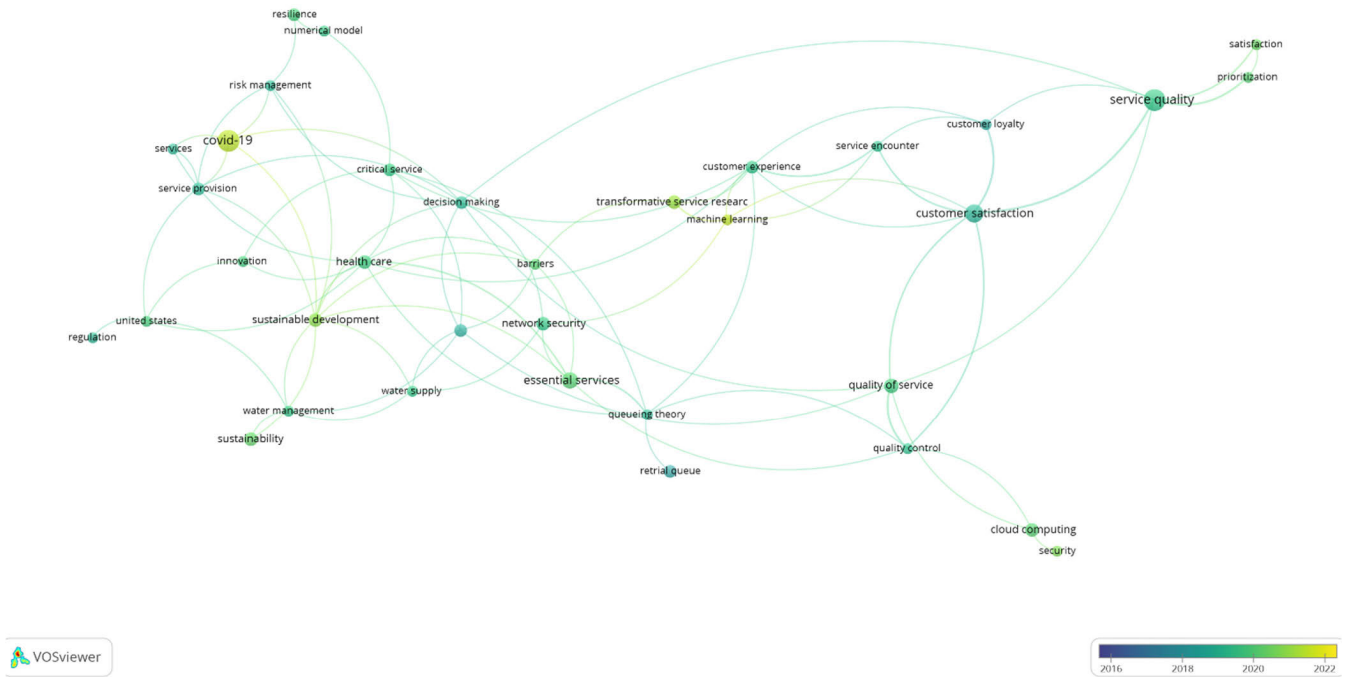 resilience
numerical model
satisfaction
prioritization
risk management
service quality
customer loyalty
covid-19
services
service encounter
critical service
customer experience
service provision
decision making
transformative service researc
customer satisfaction
machine learning
innovation
health care
barriers
united states
sustainable development
network security
regulation
essential services
quality of service
water supply
water management
queueing theory
sustainability
quality control
retrial queue
cloud computing
security
VOSviewer
2016 2018 2020 2022